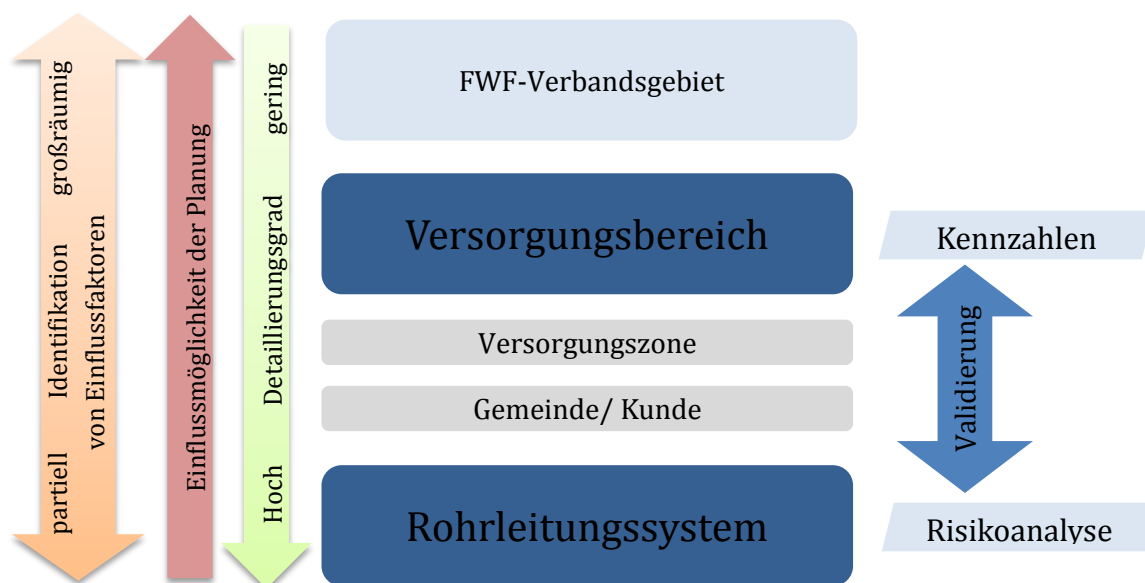 partiell Identifikation großräumig
von Einflussfaktoren
Einflussmöglichkeit der Planung
Hoch Detaillierungsgrad gering
FWF-Verbandsgebiet
Versorgungsbereich
Versorgungszone
Gemeinde/ Kunde
Rohrleitungssystem
Kennzahlen
Validierung
Risikoanalyse